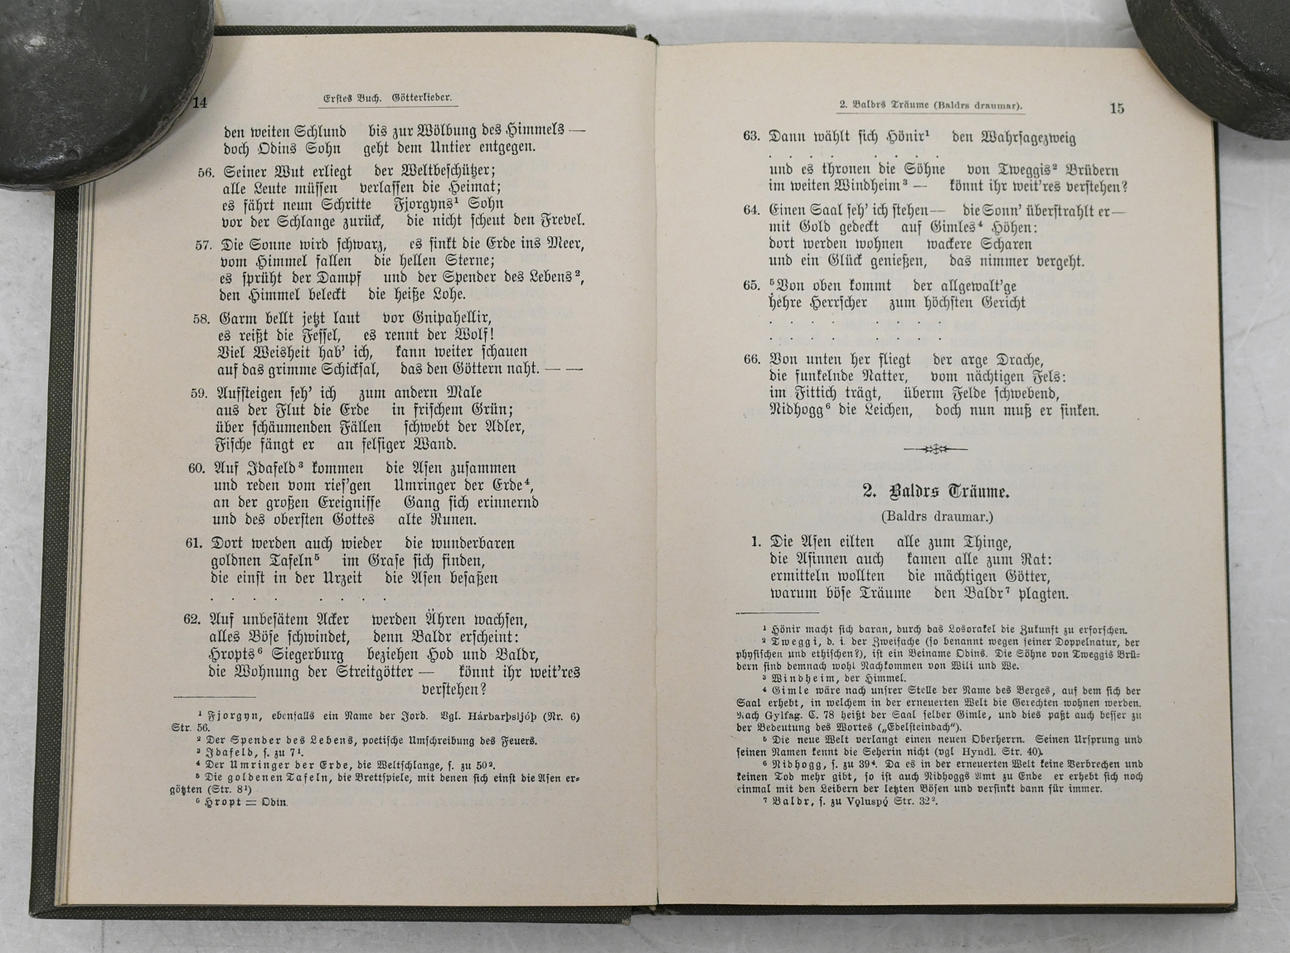 14
Erstes Buch. Götterlieder.
den weiten Schlund bis zur Wölbung des Himmels —
doch Odins Sohn geht dem Untier entgegen.
56. Seiner Wut erliegt der Weltbeschützer;
alle Leute müssen verlassen die Heimat;
es fährt neun Schritte Fjorgyns¹ Sohn
vor der Schlange zurück, die nicht scheut den Frevel.
57. Die Sonne wird schwarz, es sinkt die Erde ins Meer,
vom Himmel fallen die hellen Sterne;
es sprüht der Dampf und der Spender des Lebens²,
den Himmel beleckt die heiße Lohe.
58. Garm bellt jetzt laut vor Gnipahellir,
es reißt die Fessel, es rennt der Wolf!
Viel Weisheit hab' ich, kann weiter schauen
auf das grimme Schicksal, das den Göttern naht. — —
59. Aufsteigen seh' ich zum andern Male
aus der Flut die Erde in frischem Grün;
über schäumenden Fällen schwebt der Adler,
Fische fängt er an felsiger Wand.
60. Auf Idafeld³ kommen die Asen zusammen
und reden vom ries'gen Umringer der Erde⁴,
an der großen Ereignisse Gang sich erinnernd
und des obersten Gottes alte Runen.
61. Dort werden auch wieder die wunderbaren
goldnen Tafeln⁵ im Grase sich finden,
die einst in der Urzeit die Asen besaßen
. . . . . . . . .
62. Auf unbesätem Acker werden Ähren wachsen,
alles Böse schwindet, denn Baldr erscheint:
Hropts⁶ Siegerburg beziehen Hod und Baldr,
die Wohnung der Streitgötter — könnt ihr weit'res
verstehen?
¹ Fjorgyn, ebenfalls ein Name der Jord. Vgl. Hárbarþsljóþ (Nr. 6)
Str. 56.
² Der Spender des Lebens, poetische Umschreibung des Feuers.
³ Idafeld, s. zu 7¹.
⁴ Der Umringer der Erde, die Weltschlange, s. zu 50².
⁵ Die goldenen Tafeln, die Brettspiele, mit denen sich einst die Asen er-
götzten (Str. 8¹)
⁶ Hropt = Odin.
2. Baldrs Träume (Baldrs draumar).
15
63. Dann wählt sich Hönir¹ den Wahrsagezweig
. . . . . . . .
und es thronen die Söhne von Tweggis² Brüdern
im weiten Windheim³ — könnt ihr weit'res verstehen?
64. Einen Saal seh' ich stehen — die Sonn' überstrahlt er —
mit Gold gedeckt auf Gimles⁴ Höhen:
dort werden wohnen wackere Scharen
und ein Glück genießen, das nimmer vergeht.
65. ⁵Von oben kommt der allgewalt'ge
hehre Herrscher zum höchsten Gericht
. . . . . . . .
. . . . . . . .
66. Von unten her fliegt der arge Drache,
die funkelnde Natter, vom nächtigen Fels:
im Fittich trägt, überm Felde schwebend,
Nidhogg⁶ die Leichen, doch nun muß er sinken.
2. Baldrs Träume.
(Baldrs draumar.)
1. Die Asen eilten alle zum Thinge,
die Asinnen auch kamen alle zum Rat:
ermitteln wollten die mächtigen Götter,
warum böse Träume den Baldr⁷ plagten.
¹ Hönir macht sich daran, durch das Losorakel die Zukunft zu erforschen.
² Tweggi, d. i. der Zweifache (so benannt wegen seiner Doppelnatur, der
physischen und ethischen?), ist ein Beiname Odins. Die Söhne von Tweggis Brü-
dern sind demnach wohl Nachkommen von Wili und We.
³ Windheim, der Himmel.
⁴ Gimle wäre nach unsrer Stelle der Name des Berges, auf dem sich der
Saal erhebt, in welchem in der erneuerten Welt die Gerechten wohnen werden.
Nach Gylfag. C. 78 heißt der Saal selber Gimle, und dies paßt auch besser zu
der Bedeutung des Wortes („Edelsteindach“).
⁵ Die neue Welt verlangt einen neuen Oberherrn. Seinen Ursprung und
seinen Namen kennt die Seherin nicht (vgl Hyndl. Str. 40).
⁶ Nidhogg, s. zu 39⁴. Da es in der erneuerten Welt keine Verbrechen und
keinen Tod mehr gibt, so ist auch Nidhoggs Amt zu Ende er erhebt sich noch
einmal mit den Leibern der letzten Bösen und versinkt dann für immer.
⁷ Baldr, s. zu Vǫluspǫ́ Str. 32².